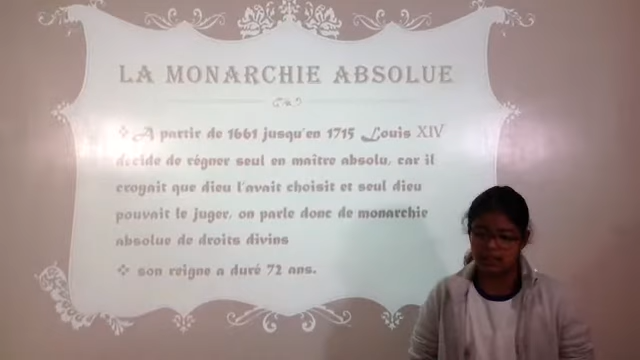 LA MONARCHIE ABSOLUE
A partir de 1661 jusqu'en 1715 Louis XIV
decide de régner seul en maître absolu, car il
croyait que dieu l'avait choisit et seul dieu
pouvait le juger, on parle donc de monarchie
absolue de droits divins
son reigne a duré 72 ans.